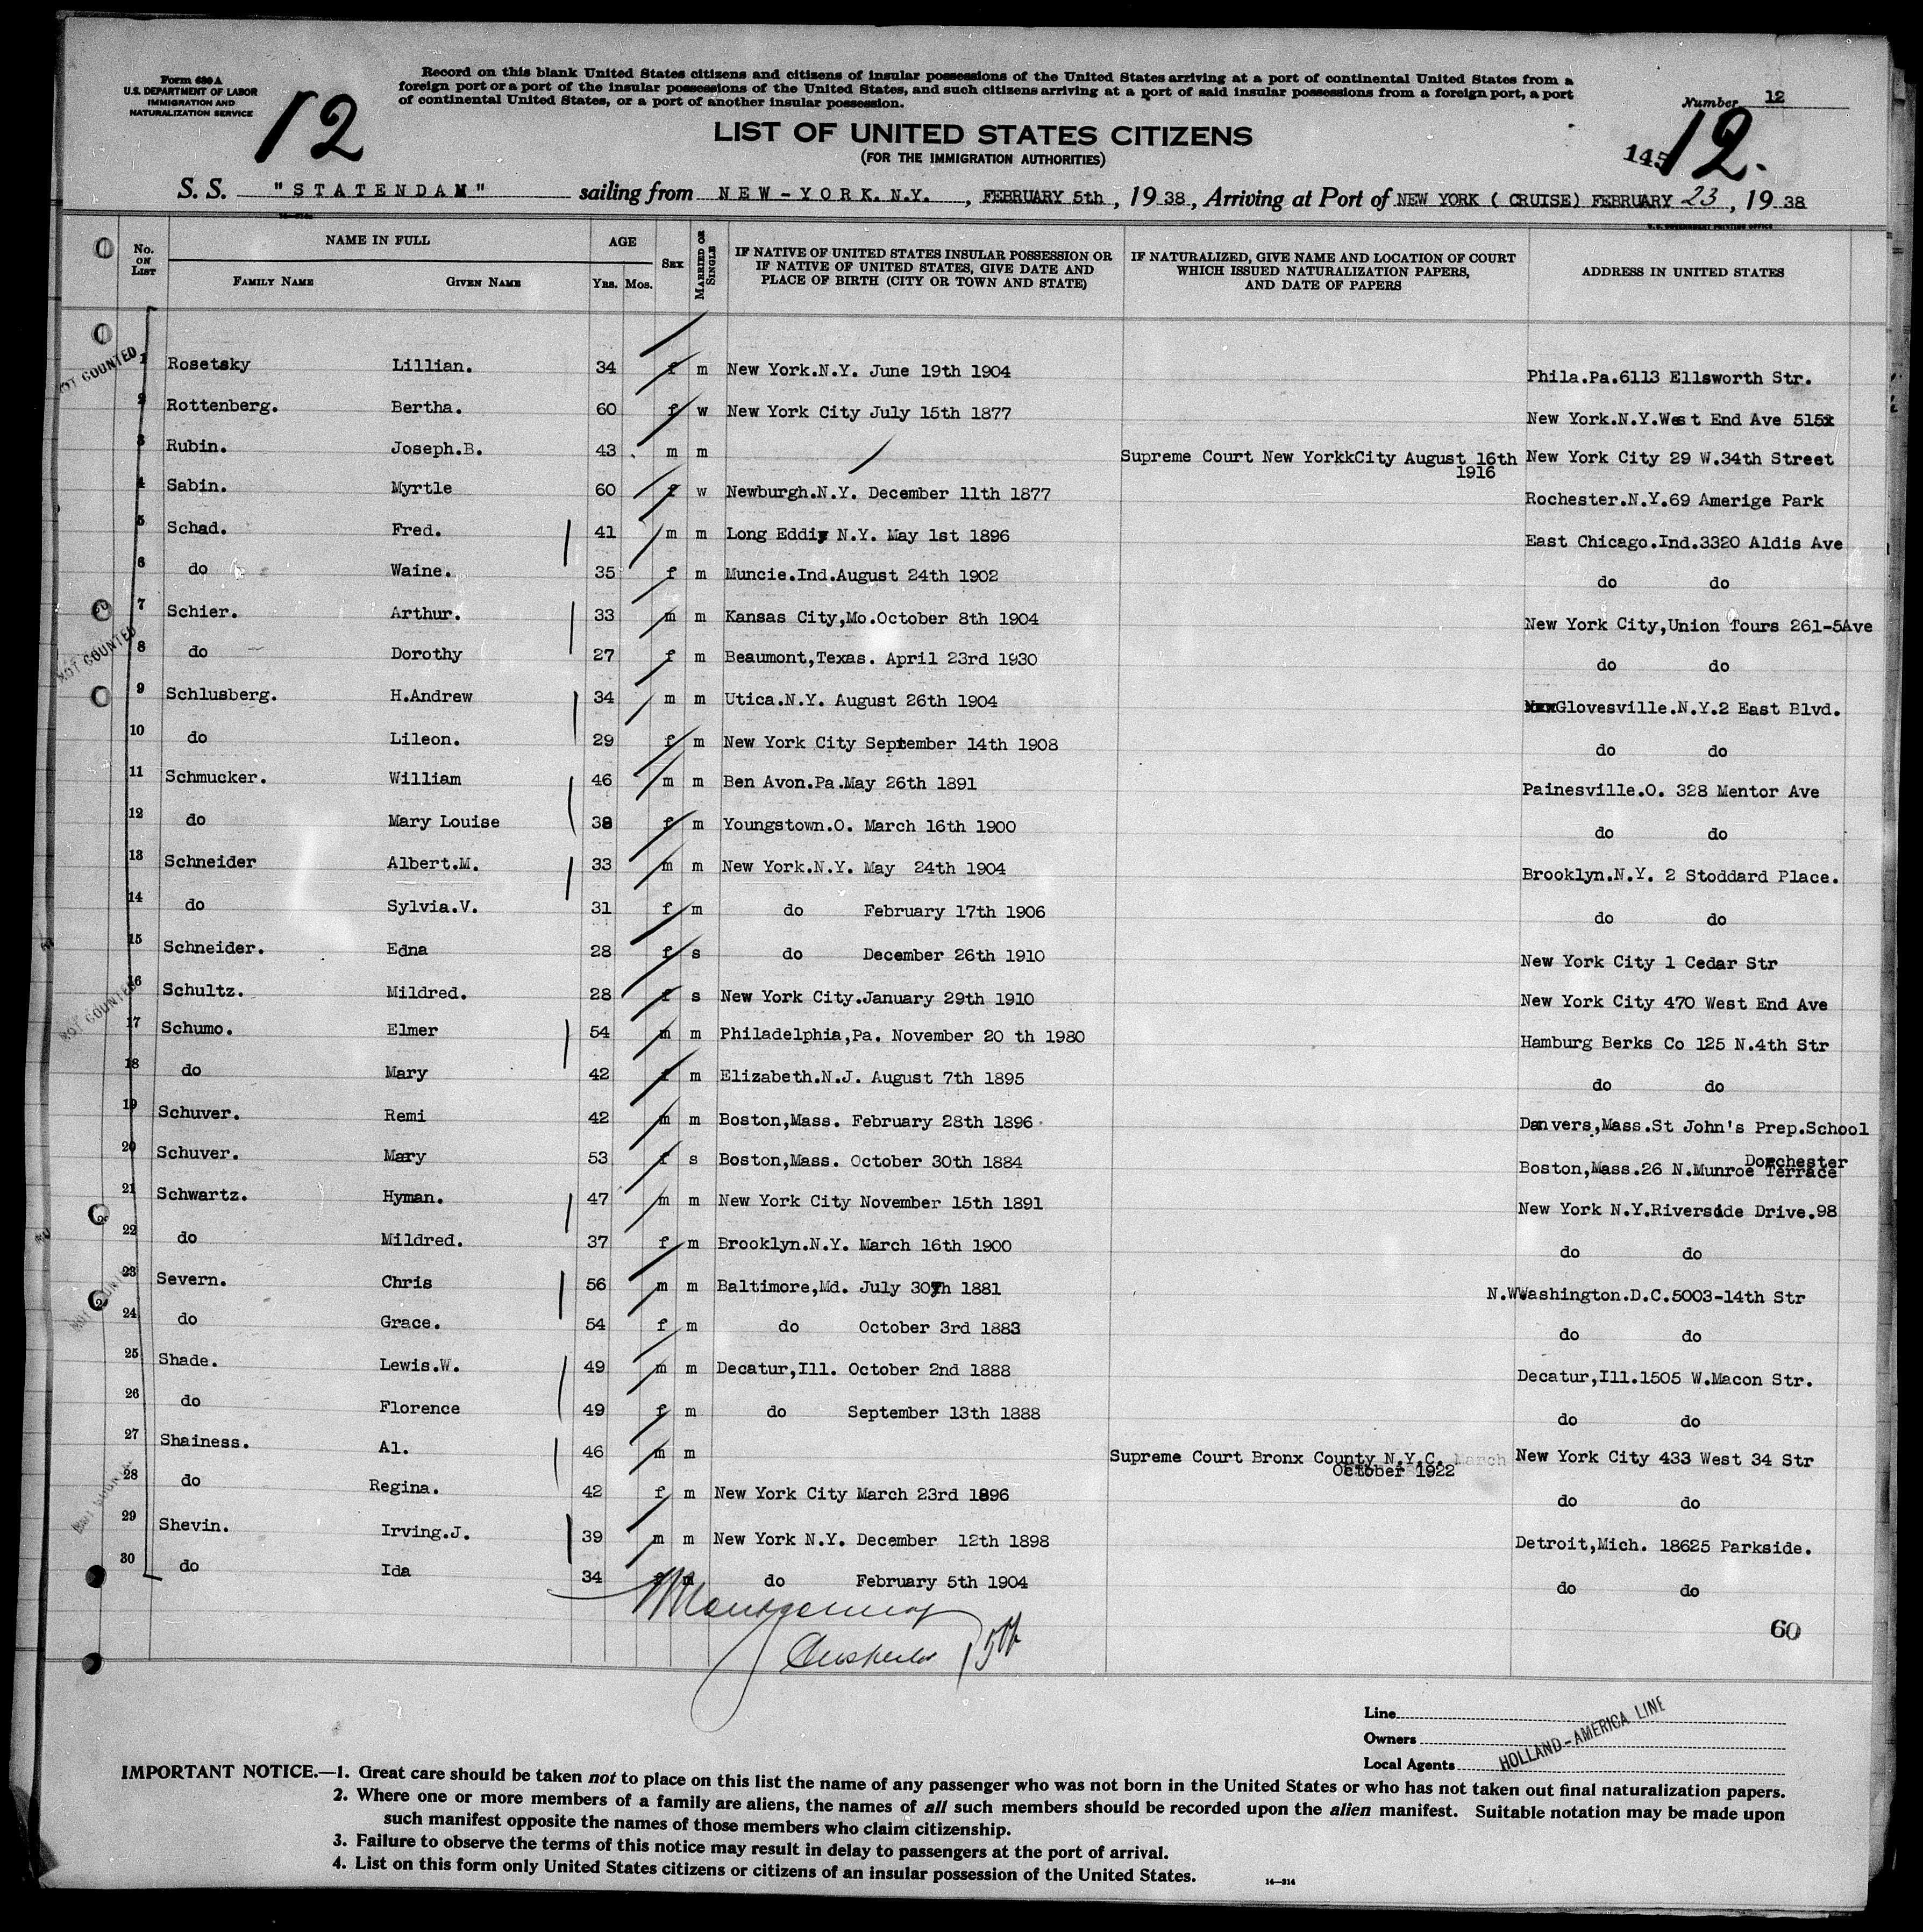 Form 630 A
U.S. DEPARTMENT OF LABOR
IMMIGRATION AND
NATURALIZATION SERVICE
12
Record on this blank United States citizens and citizens of insular possessions of the United States arriving at a port of continental United States from a
foreign port or a port of the insular possessions of the United States, and such citizens arriving at a port of said insular possessions from a foreign port, a port
of continental United States, or a port of another insular possession.
Number 12
LIST OF UNITED STATES CITIZENS
(FOR THE IMMIGRATION AUTHORITIES)
145 12.
S. S. "STATENDAM" sailing from NEW-YORK. N.Y. , FEBRUARY 5th , 19 38 , Arriving at Port of NEW YORK ( CRUISE) FEBRUARY 23 , 19 38
U. S. GOVERNMENT PRINTING OFFICE
No. ON LIST
NAME IN FULL
FAMILY NAME GIVEN NAME
AGE
YRS. MOS.
SEX
MARRIED OR SINGLE
IF NATIVE OF UNITED STATES INSULAR POSSESSION OR
IF NATIVE OF UNITED STATES, GIVE DATE AND
PLACE OF BIRTH (CITY OR TOWN AND STATE)
IF NATURALIZED, GIVE NAME AND LOCATION OF COURT
WHICH ISSUED NATURALIZATION PAPERS,
AND DATE OF PAPERS
ADDRESS IN UNITED STATES
NOT COUNTED
1 Rosetsky Lillian. 34 f m New York.N.Y. June 19th 1904 Phila.Pa.6113 Ellsworth Str.
2 Rottenberg. Bertha. 60 f w New York City July 15th 1877 New York.N.Y.West End Ave 515x
3 Rubin. Joseph.B. 43 m m Supreme Court New YorkkCity August 16th 1916 New York City 29 W.34th Street
4 Sabin. Myrtle 60 f w Newburgh.N.Y. December 11th 1877 Rochester.N.Y.69 Amerige Park
5 Schad. Fred. 41 m m Long Eddiy N.Y. May 1st 1896 East Chicago.Ind.3320 Aldis Ave
6 do Waine. 35 f m Muncie.Ind.August 24th 1902 do do
7 Schier. Arthur. 33 m m Kansas City,Mo.October 8th 1904 New York City,Union Tours 261-5Ave
NOT COUNTED
8 do Dorothy 27 f m Beaumont,Texas. April 23rd 1930 do do
9 Schlusberg. H.Andrew 34 m m Utica.N.Y. August 26th 1904 Glovesville.N.Y.2 East Blvd.
10 do Lileon. 29 f m New York City September 14th 1908 do do
11 Schmucker. William 46 m m Ben Avon.Pa.May 26th 1891 Painesville.O. 328 Mentor Ave
12 do Mary Louise 38 f m Youngstown.O. March 16th 1900 do do
13 Schneider Albert.M. 33 m m New York.N.Y. May 24th 1904 Brooklyn.N.Y. 2 Stoddard Place.
14 do Sylvia.V. 31 f m do February 17th 1906 do do
15 Schneider. Edna 28 f s do December 26th 1910 New York City 1 Cedar Str
16 Schultz. Mildred. 28 f s New York City.January 29th 1910 New York City 470 West End Ave
NOT COUNTED
17 Schumo. Elmer 54 m m Philadelphia,Pa. November 20 th 1980 Hamburg Berks Co 125 N.4th Str
18 do Mary 42 f m Elizabeth.N.J. August 7th 1895 do do
19 Schuver. Remi 42 m m Boston,Mass. February 28th 1896 Danvers,Mass.St John's Prep.School
20 Schuver. Mary 53 f s Boston,Mass. October 30th 1884 Boston,Mass.26 N.Munroe Terrace Dorchester
21 Schwartz. Hyman. 47 m m New York City November 15th 1891 New York N.Y.Riverside Drive.98
22 do Mildred. 37 f m Brooklyn.N.Y. March 16th 1900 do do
23 Severn. Chris 56 m m Baltimore,Md. July 30th 1881 N.WWashington.D.C.5003-14th Str
NOT COUNTED
24 do Grace. 54 f m do October 3rd 1883 do do
25 Shade. Lewis.W. 49 m m Decatur,Ill. October 2nd 1888 Decatur,Ill.1505 W.Macon Str.
26 do Florence 49 f m do September 13th 1888 do do
27 Shainess. Al. 46 m m Supreme Court Bronx County N.Y.C. March October 1922 New York City 433 West 34 Str
28 do Regina. 42 f m New York City March 23rd 1896 do do
29 Shevin. Irving.J. 39 m m New York N.Y. December 12th 1898 Detroit,Mich. 18625 Parkside.
30 do Ida 34 f m do February 5th 1904 do do
Montgomery
60
Line
Owners
Local Agents HOLLAND-AMERICA LINE
IMPORTANT NOTICE.—1. Great care should be taken not to place on this list the name of any passenger who was not born in the United States or who has not taken out final naturalization papers.
2. Where one or more members of a family are aliens, the names of all such members should be recorded upon the alien manifest. Suitable notation may be made upon
such manifest opposite the names of those members who claim citizenship.
3. Failure to observe the terms of this notice may result in delay to passengers at the port of arrival.
4. List on this form only United States citizens or citizens of an insular possession of the United States.
14—314